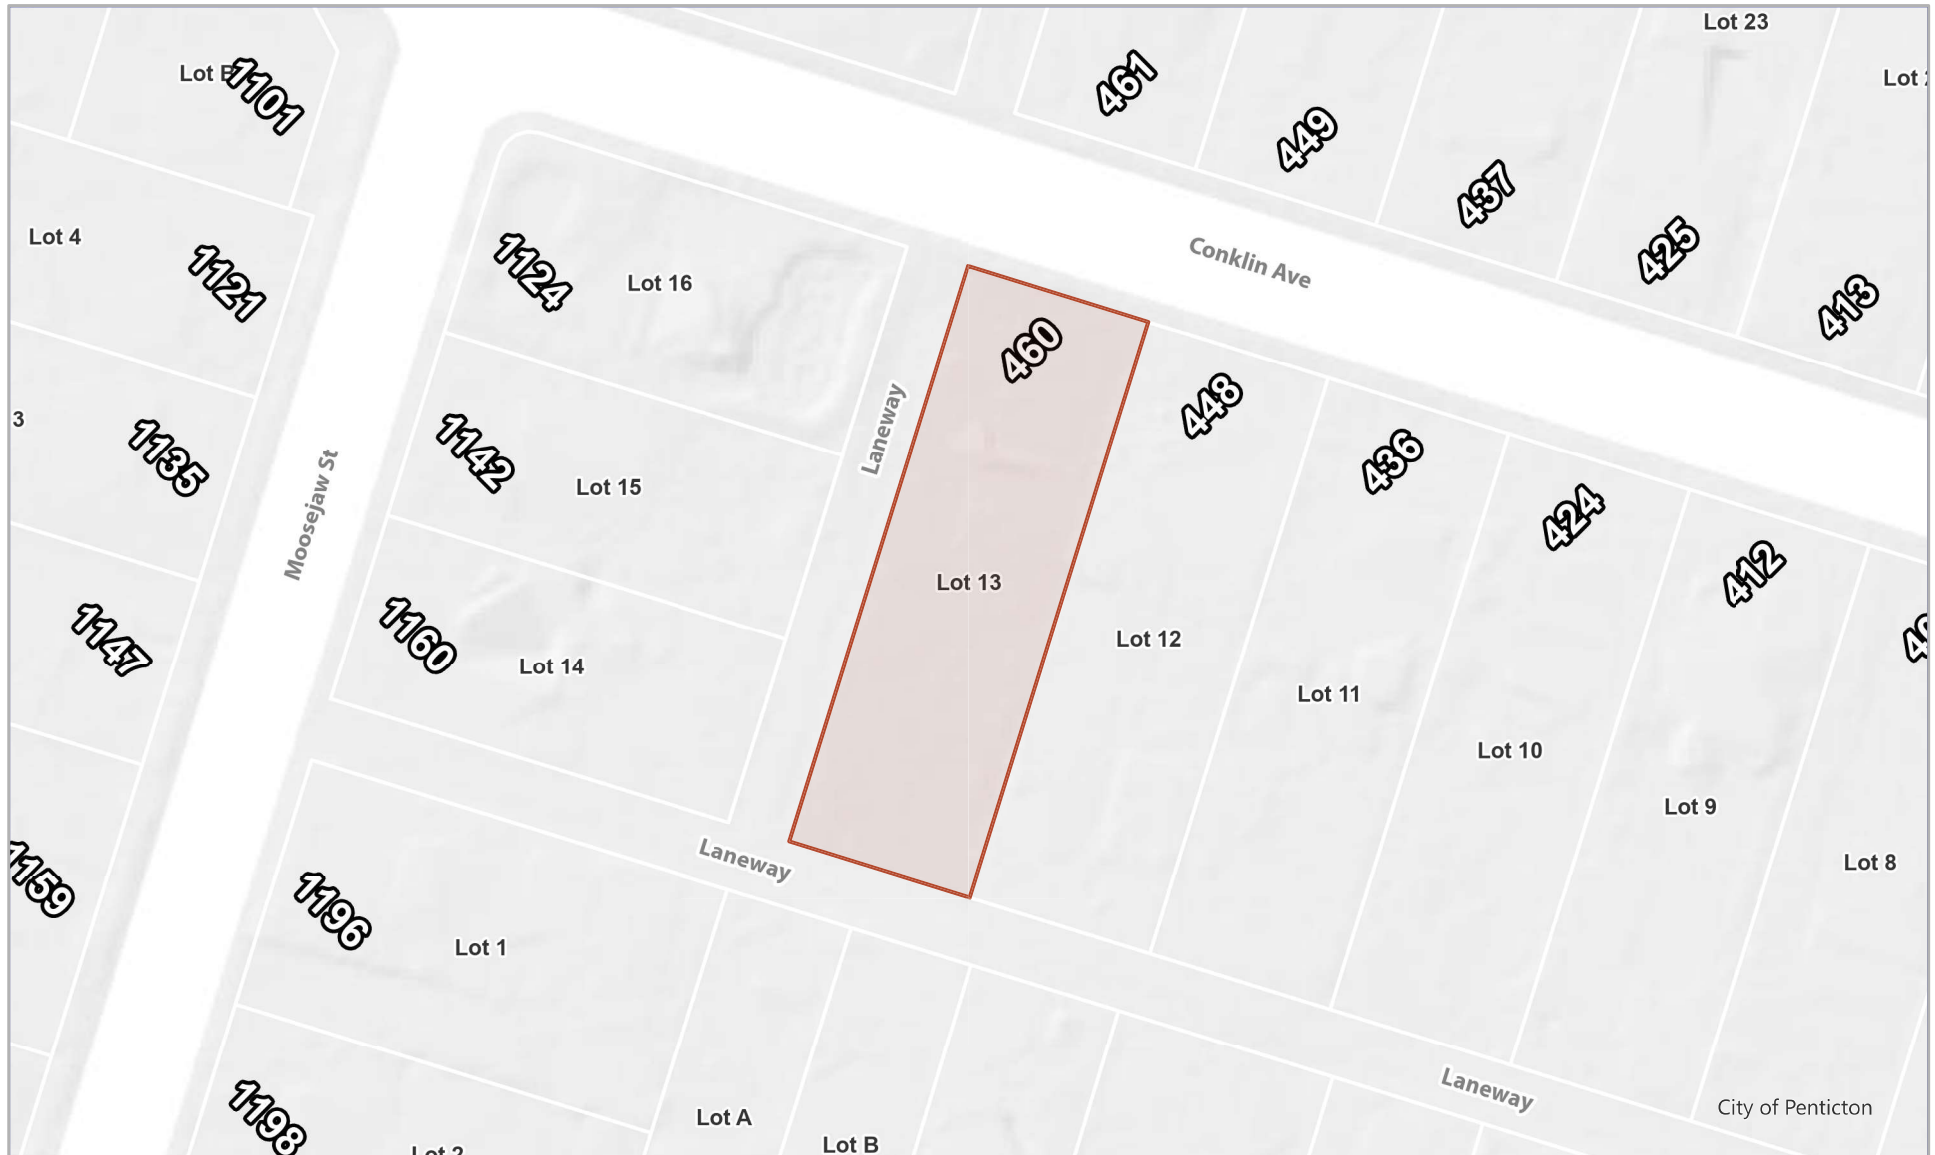 Lot 23
Lot B
1101
461
Lot
449
437
Lot 4
1121
425
Conklin Ave
1124
Lot 16
413
460
448
3
1135
Laneway
436
1142
Lot 15
Moosejaw St
424
412
Lot 13
1147
1160
Lot 14
Lot 12
Lot 11
Lot 10
Lot 9
Laneway
Lot 8
1159
1196
Lot 1
Laneway
City of Penticton
1198
Lot A
Lot B
Lot 2